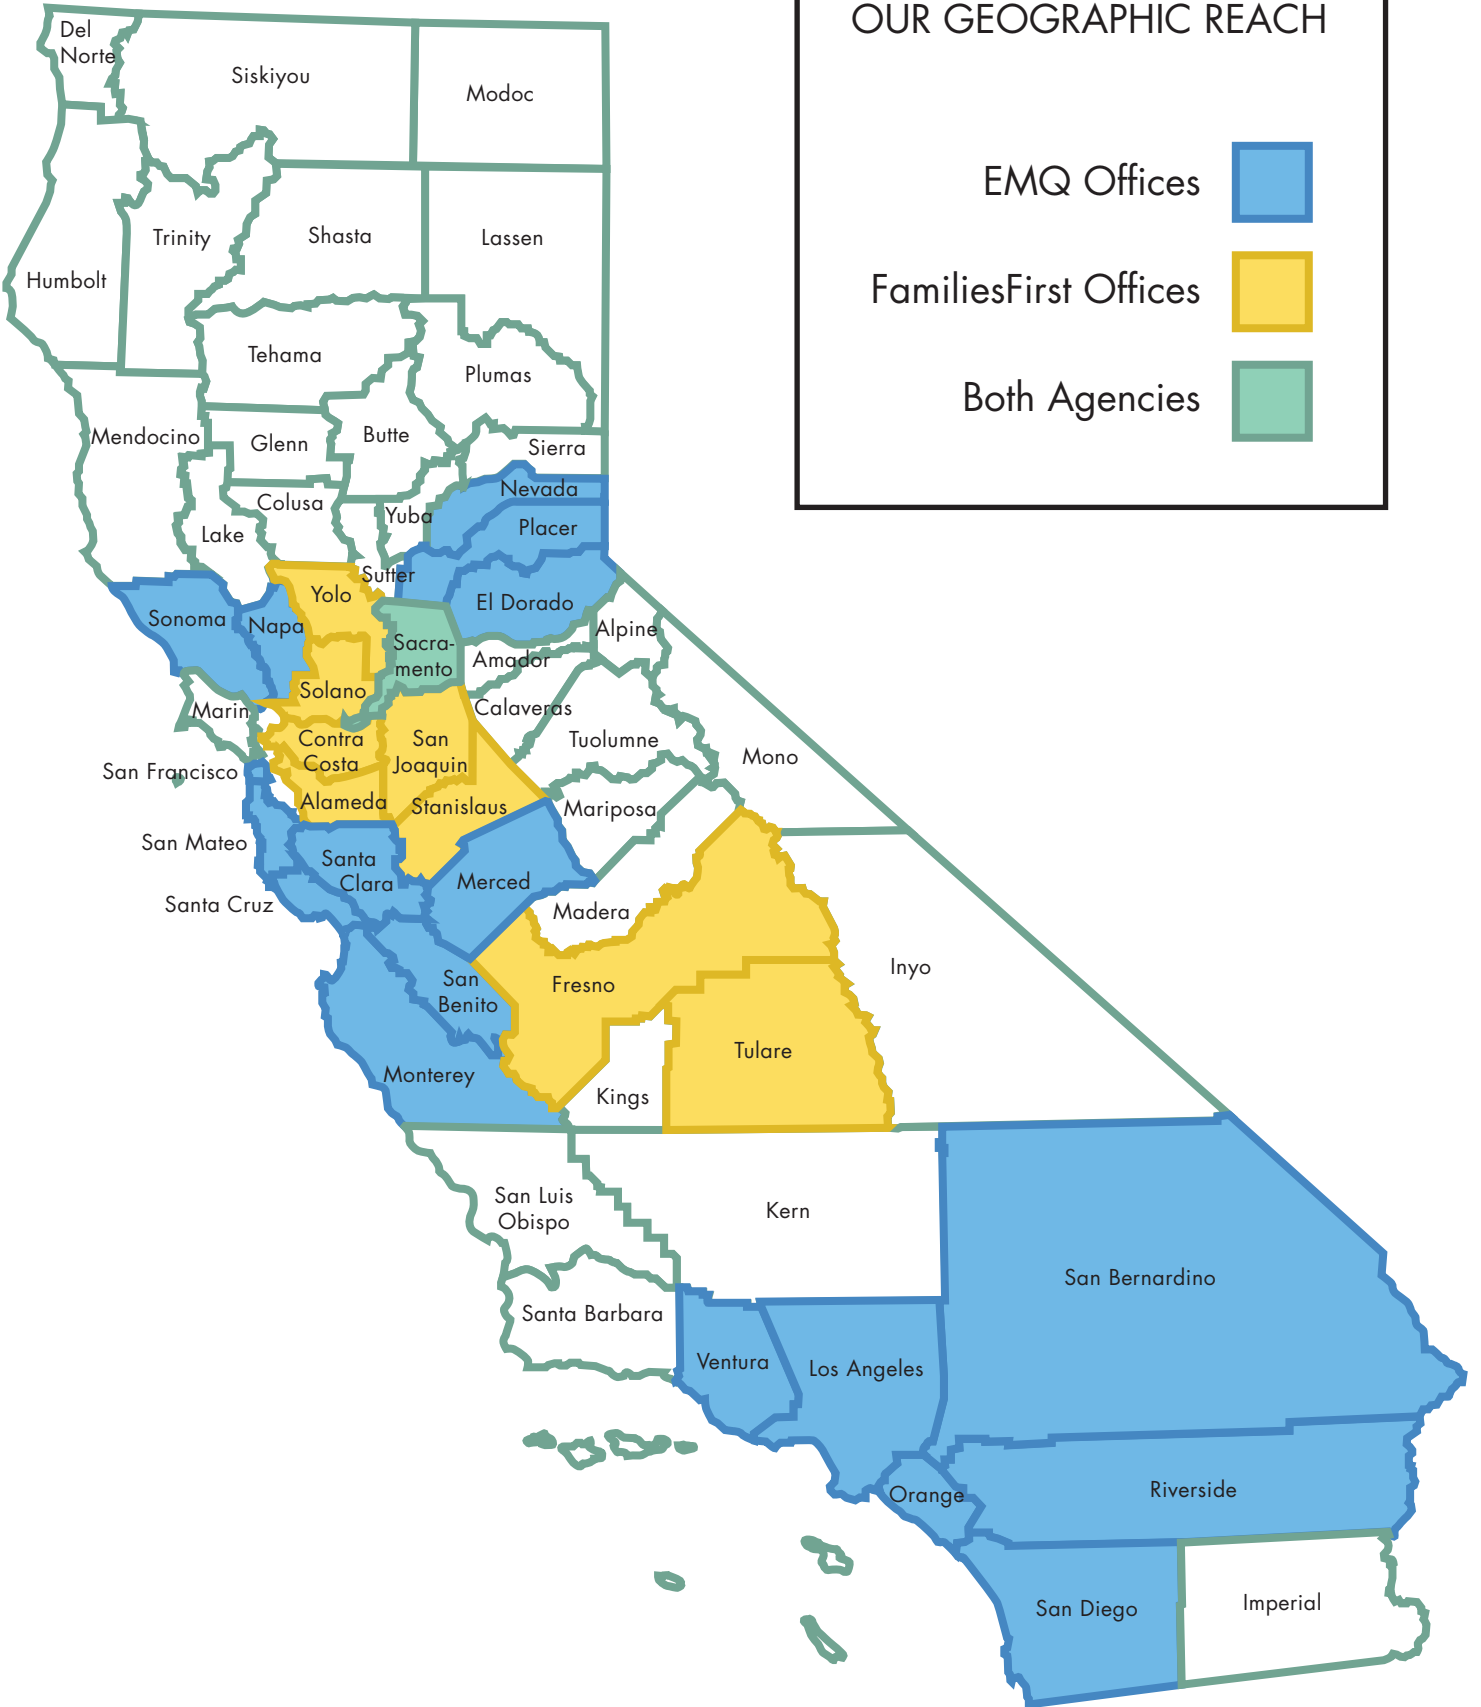 OUR GEOGRAPHIC REACH
EMQ Offices
FamiliesFirst Offices
Both Agencies
Del
Norte
Siskiyou
Modoc
Humbolt
Trinity
Shasta
Lassen
Tehama
Plumas
Mendocino
Glenn
Butte
Sierra
Colusa
Nevada
Lake
Yuba
Placer
Sutter
Yolo
El Dorado
Sonoma
Napa
Sacra-
mento
Alpine
Amador
Solano
Calaveras
Marin
Contra
Costa
San
Joaquin
Tuolumne
Mono
San Francisco
Alameda
Stanislaus
Mariposa
San Mateo
Santa
Clara
Merced
Santa Cruz
Madera
San
Benito
Fresno
Inyo
Monterey
Tulare
Kings
San Luis
Obispo
Kern
San Bernardino
Santa Barbara
Ventura
Los Angeles
Orange
Riverside
San Diego
Imperial